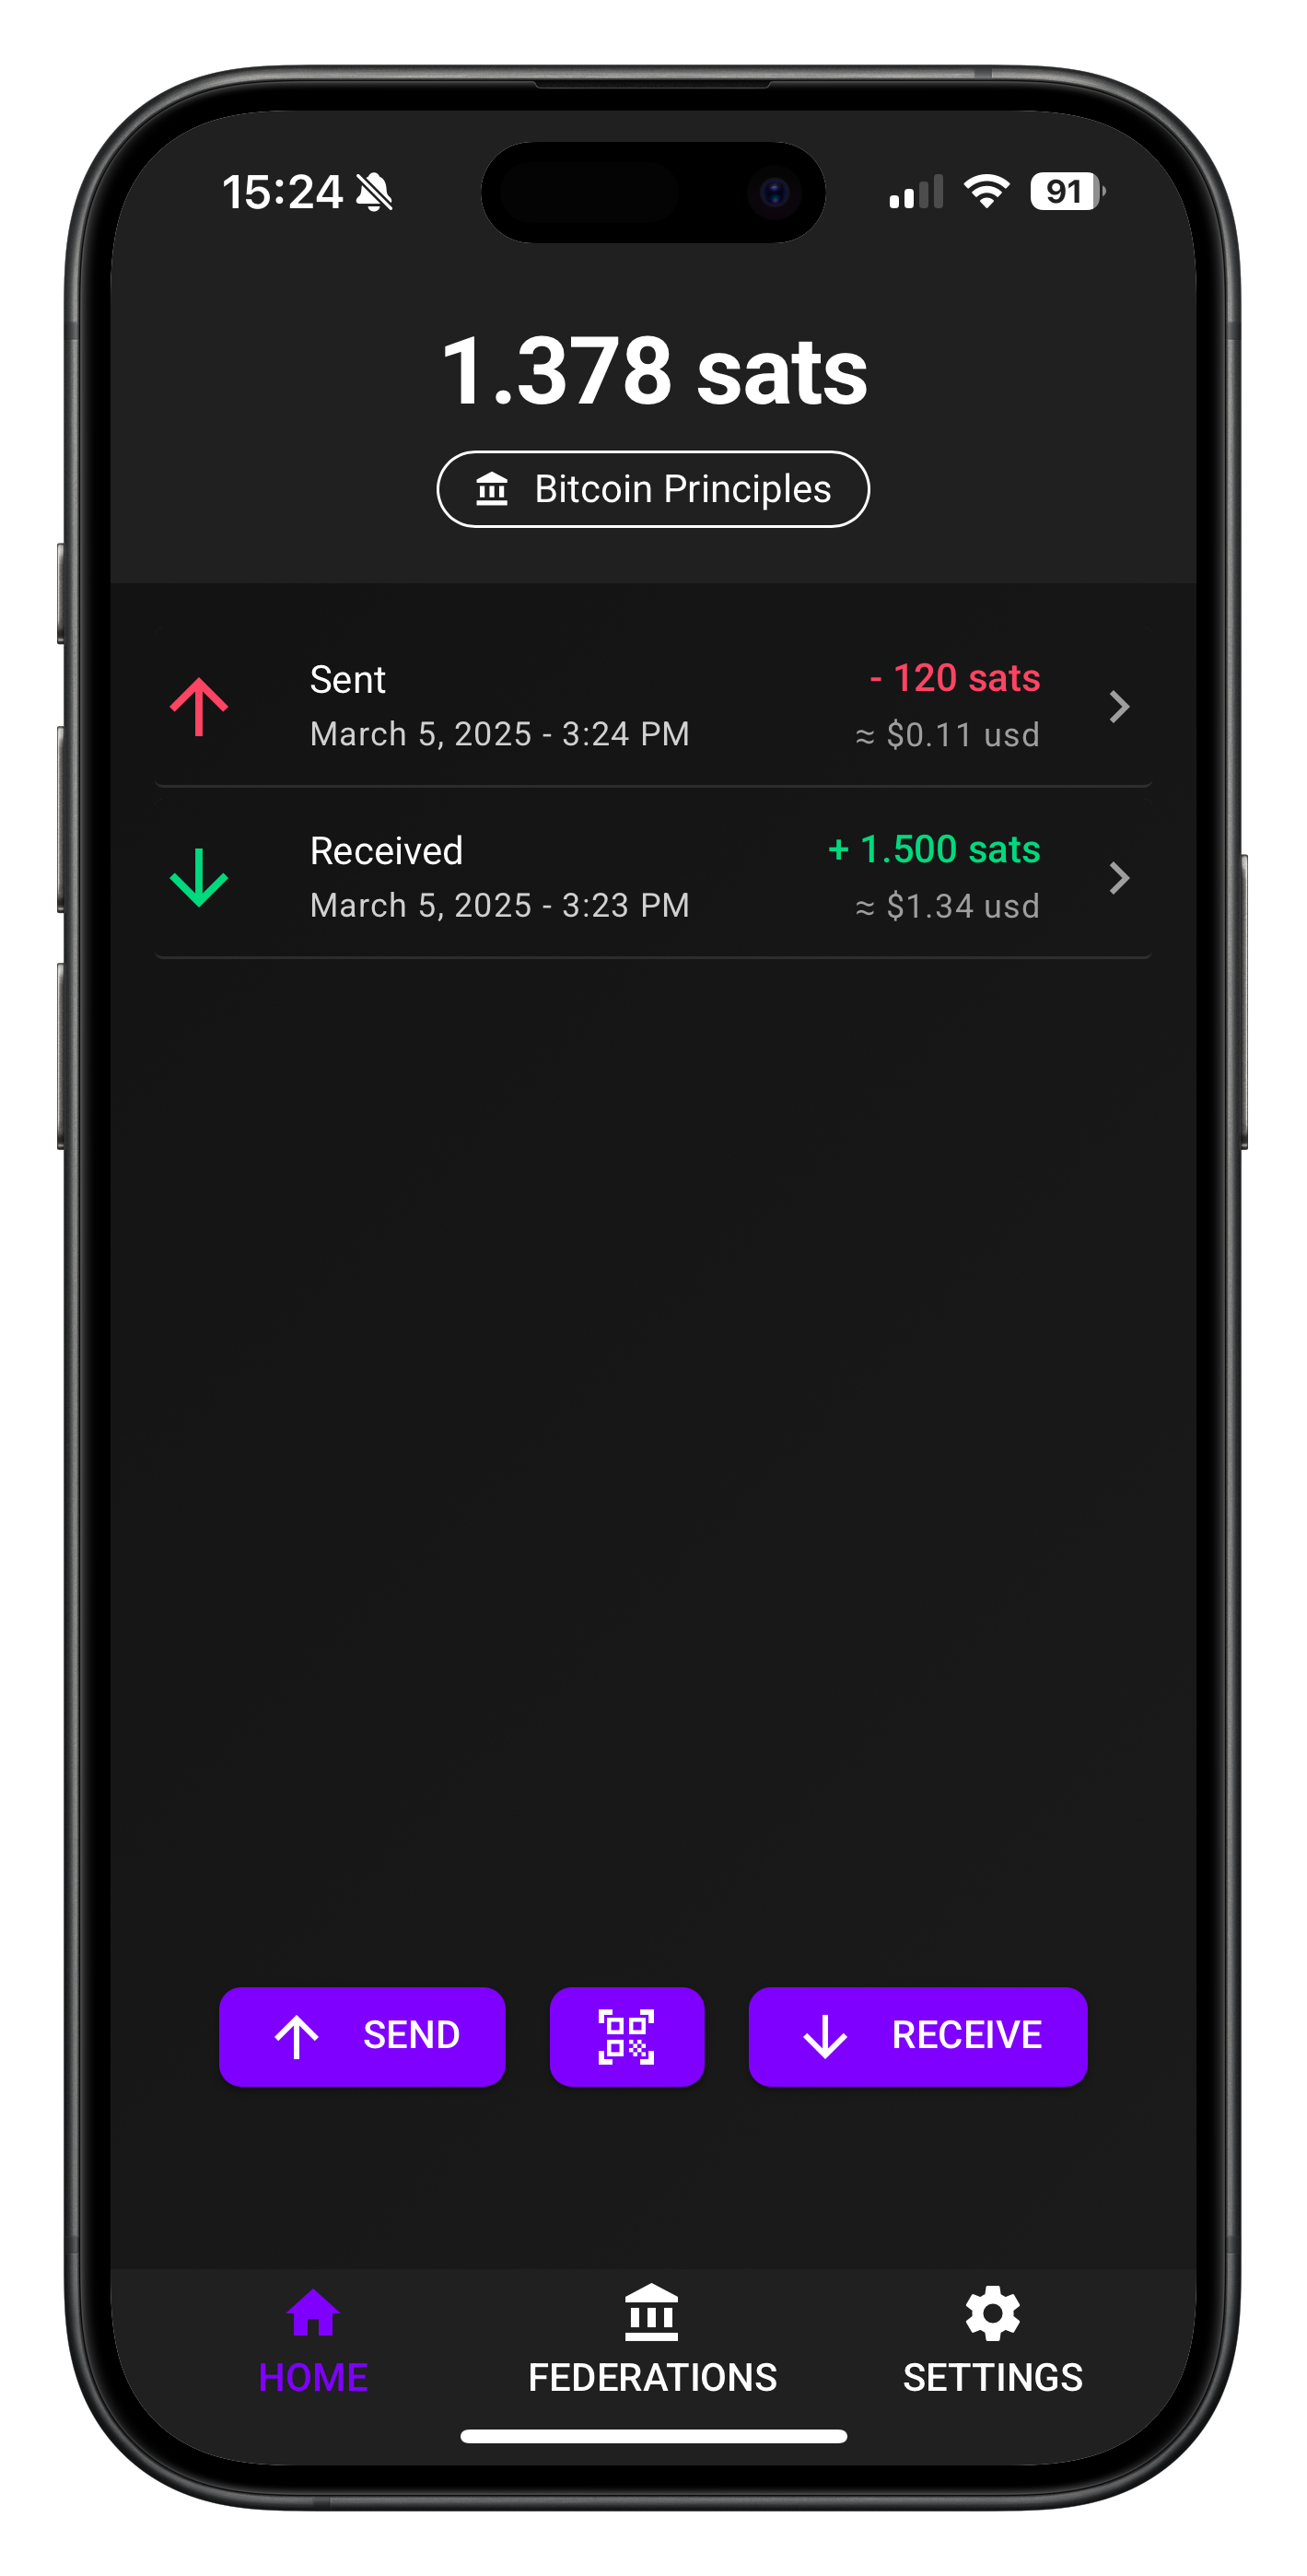 15:24
91
1.378 sats
Bitcoin Principles
Sent
- 120 sats
March 5, 2025 - 3:24 PM
≈ $0.11 usd
Received
+ 1.500 sats
March 5, 2025 - 3:23 PM
≈ $1.34 usd
SEND
RECEIVE
HOME
FEDERATIONS
SETTINGS